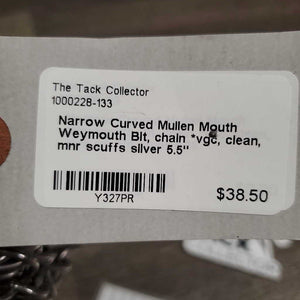 The Tack Collector
1000228-133
Narrow Curved Mullen Mouth
Weymouth Bit, chain *vgc, clean,
mnr scuffs silver 5.5"
Y327PR
$38.50